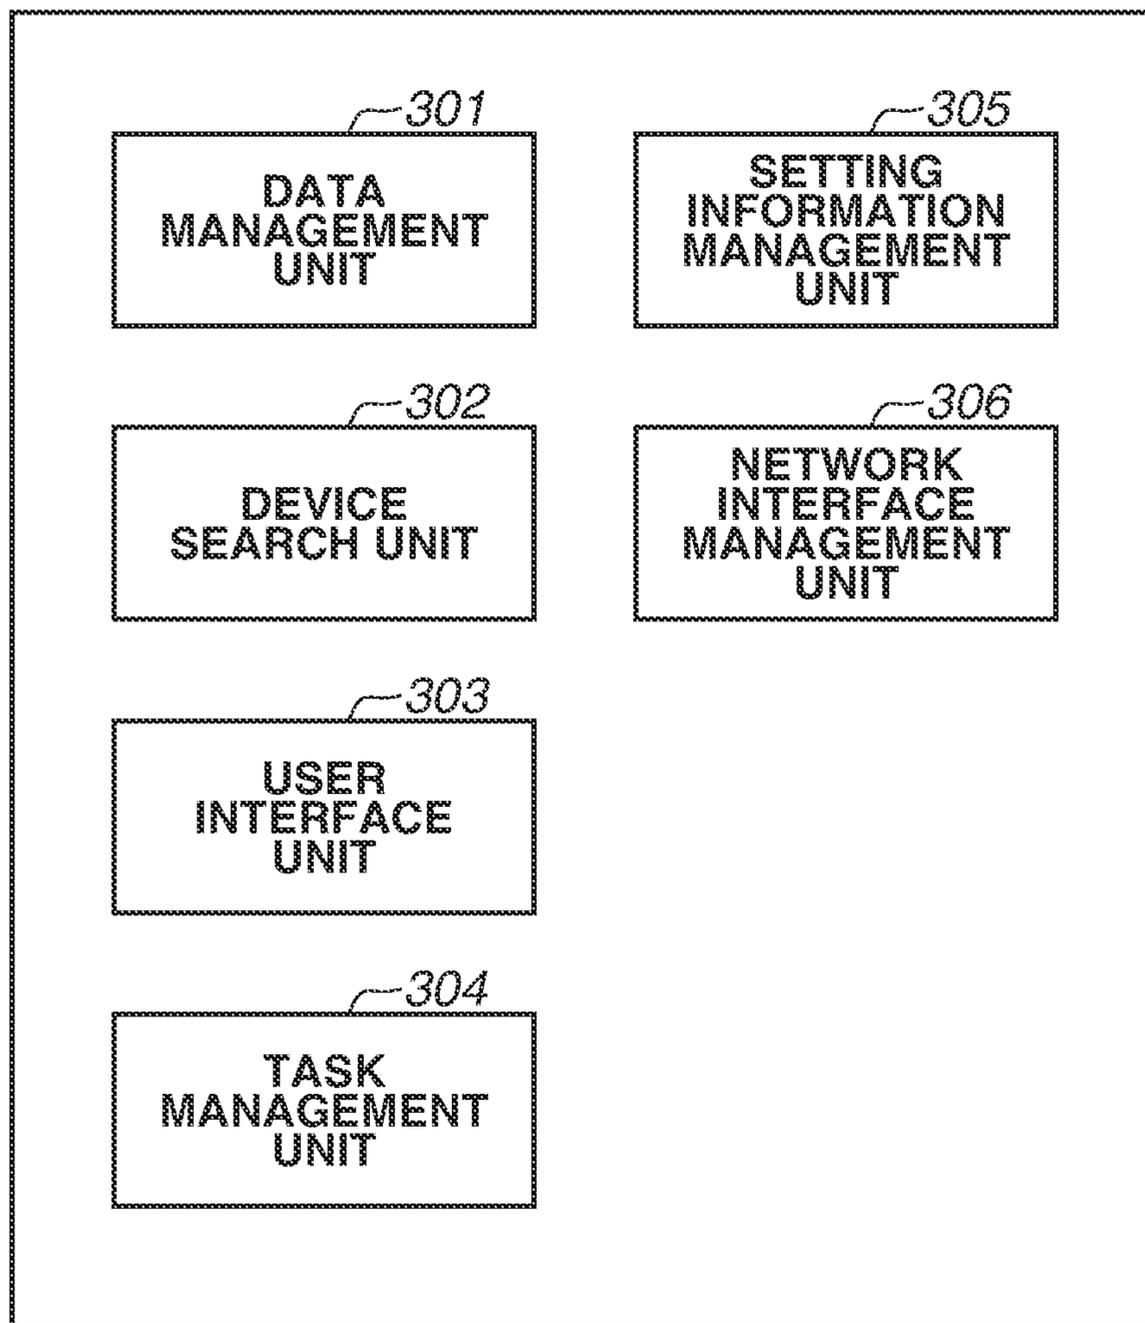 301
DATA
MANAGEMENT
UNIT
302
DEVICE
SEARCH UNIT
303
USER
INTERFACE
UNIT
304
TASK
MANAGEMENT
UNIT
305
SETTING
INFORMATION
MANAGEMENT
UNIT
306
NETWORK
INTERFACE
MANAGEMENT
UNIT